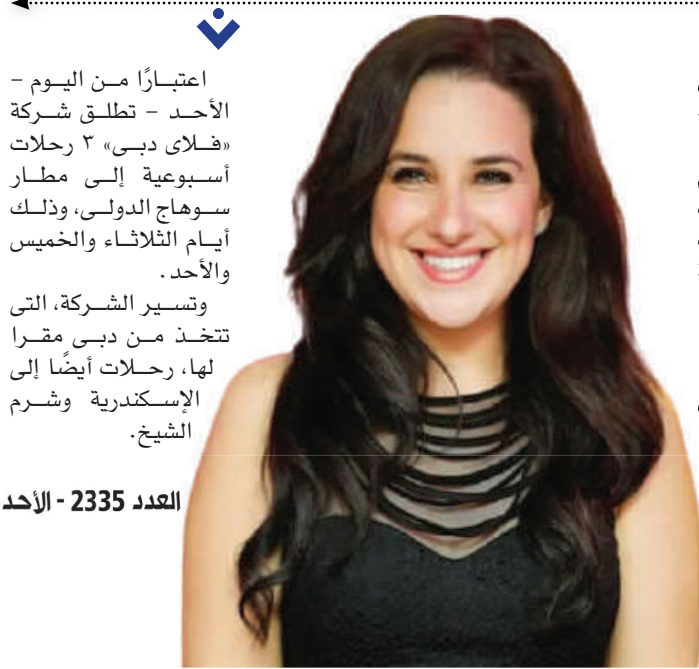 اعتبارًا من اليوم –
الأحد – تطلق شركة
«فلاى دبى» ٣ رحلات
أسبوعية إلى مطار
سوهاج الدولى، وذلك
أيام الثلاثاء والخميس
والأحد.
وتسير الشركة، التى
تتخذ من دبى مقرا
لها، رحلات أيضًا إلى
الإسكندرية وشرم
الشيخ.
العدد 2335 - الأحد